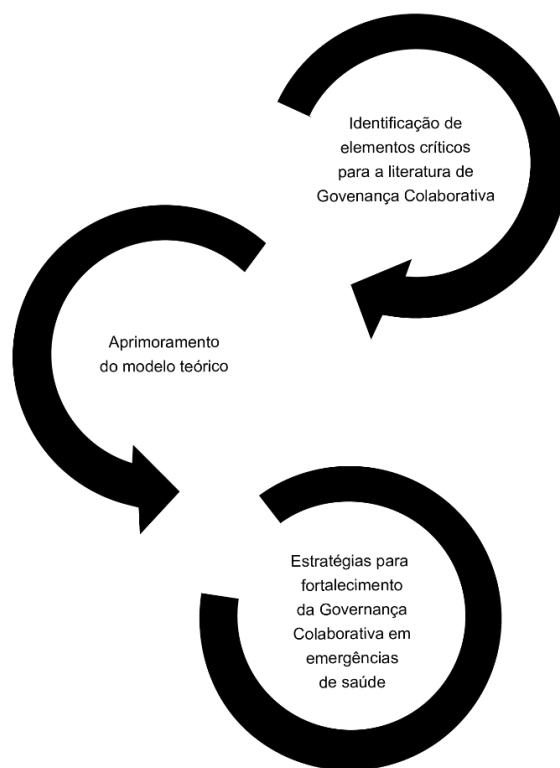 Identificação de
elementos críticos
para a literatura de
Govenança Colaborativa
Aprimoramento
do modelo teórico
Estratégias para
fortalecimento
da Governança
Colaborativa em
emergências
de saúde